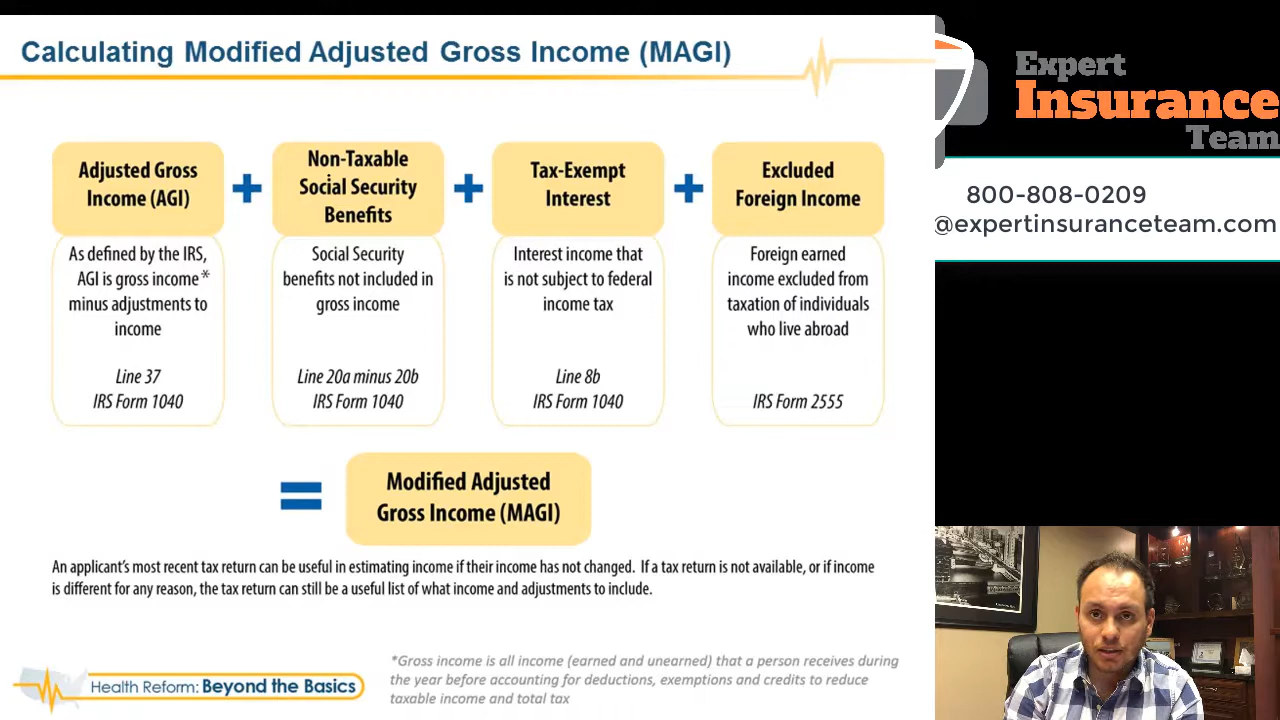 Calculating Modified Adjusted Gross Income (MAGI)
Adjusted Gross
Income (AGI)
As defined by the IRS,
AGI is gross income*
minus adjustments to
income
Line 37
IRS Form 1040
+
Non-Taxable
Social Security
Benefits
Social Security
benefits not included in
gross income
Line 20a minus 20b
IRS Form 1040
+
Tax-Exempt
Interest
Interest income that
is not subject to federal
income tax
Line 8b
IRS Form 1040
+
Excluded
Foreign Income
Foreign earned
income excluded from
taxation of individuals
who live abroad
IRS Form 2555
=
Modified Adjusted
Gross Income (MAGI)
An applicant's most recent tax return can be useful in estimating income if their income has not changed. If a tax return is not available, or if income
is different for any reason, the tax return can still be a useful list of what income and adjustments to include.
Health Reform: Beyond the Basics
*Gross income is all income (earned and unearned) that a person receives during
the year before accounting for deductions, exemptions and credits to reduce
taxable income and total tax
Expert
Insurance
Team
800-808-0209
@expertinsuranceteam.com